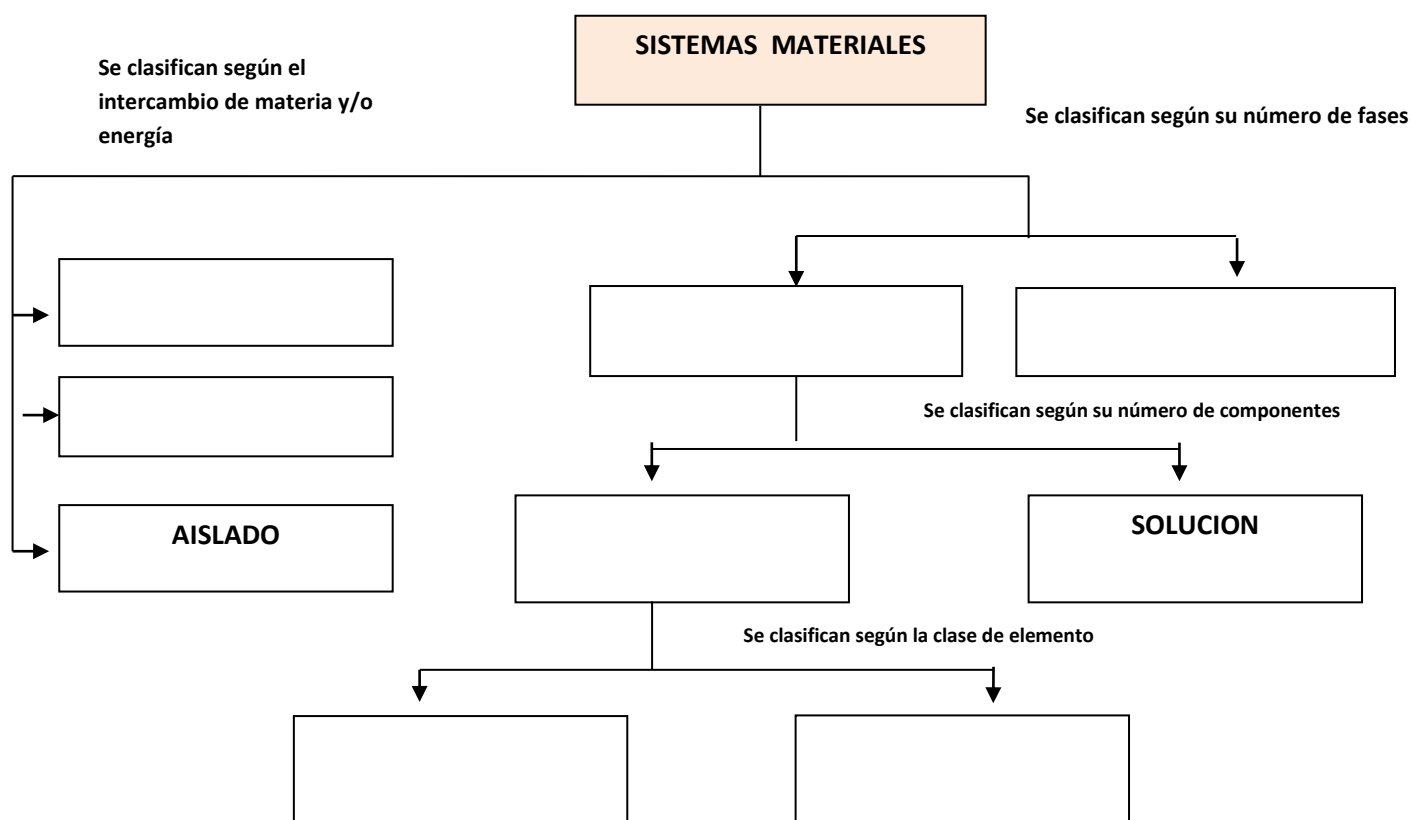 SISTEMAS MATERIALES
Se clasifican según el
intercambio de materia y/o
energía
Se clasifican según su número de fases
Se clasifican según su número de componentes
AISLADO
SOLUCION
Se clasifican según la clase de elemento